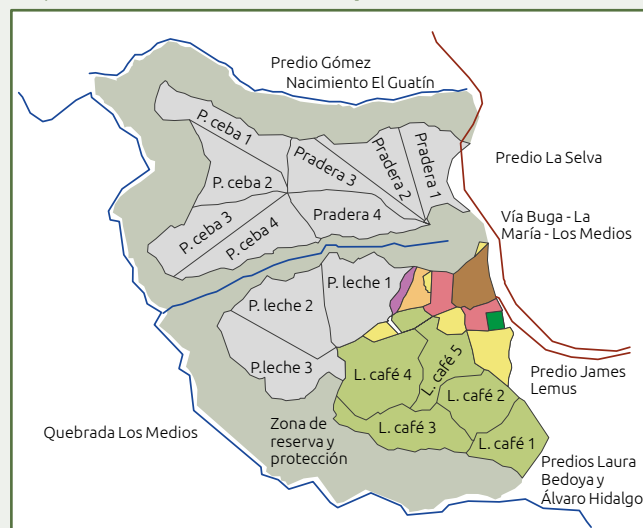 Predio Gómez
Nacimiento El Guatín
P. ceba 1
P. ceba 2
P. ceba 3
P. ceba 4
Pradera 3
Pradera 2
Pradera 1
Pradera 4
Predio La Selva
Vía Buga - La
María - Los Medios
P. leche 1
P. leche 2
P.leche 3
L. café 4
L. café 5
L. café 2
L. café 3
L. café 1
Predio James
Lemus
Zona de
reserva y
protección
Quebrada Los Medios
Predios Laura
Bedoya y
Álvaro Hidalgo